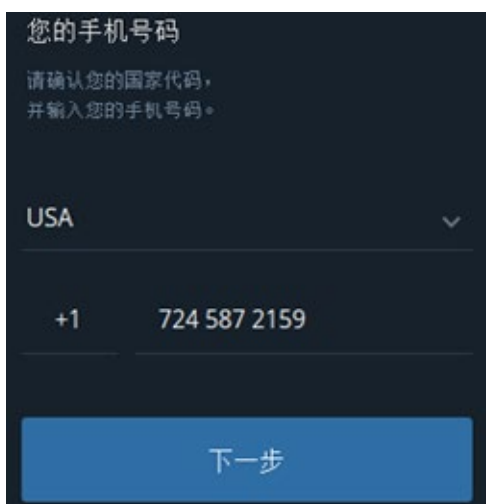 您的手机号码
请确认您的国家代码，
并输入您的手机号码。
USA
+1 724 587 2159
下一步